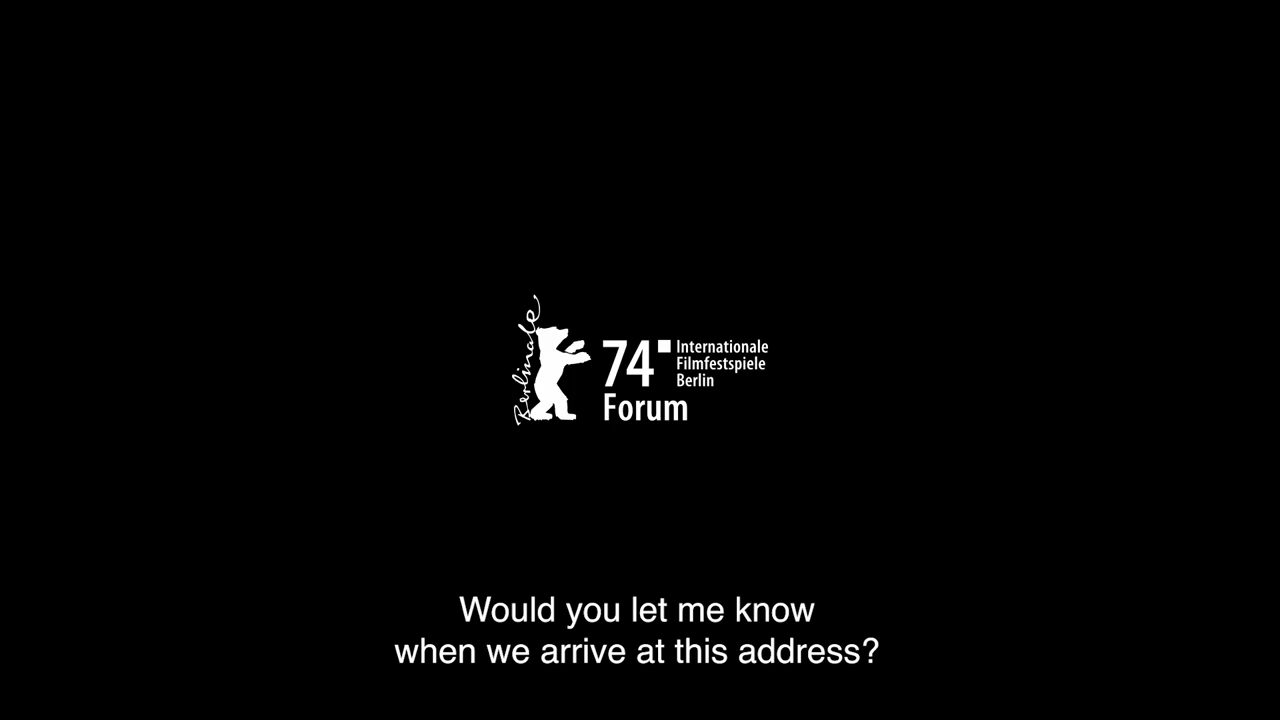 Berlinale
74
Internationale
Filmfestspiele
Berlin
Forum
Would you let me know
when we arrive at this address?